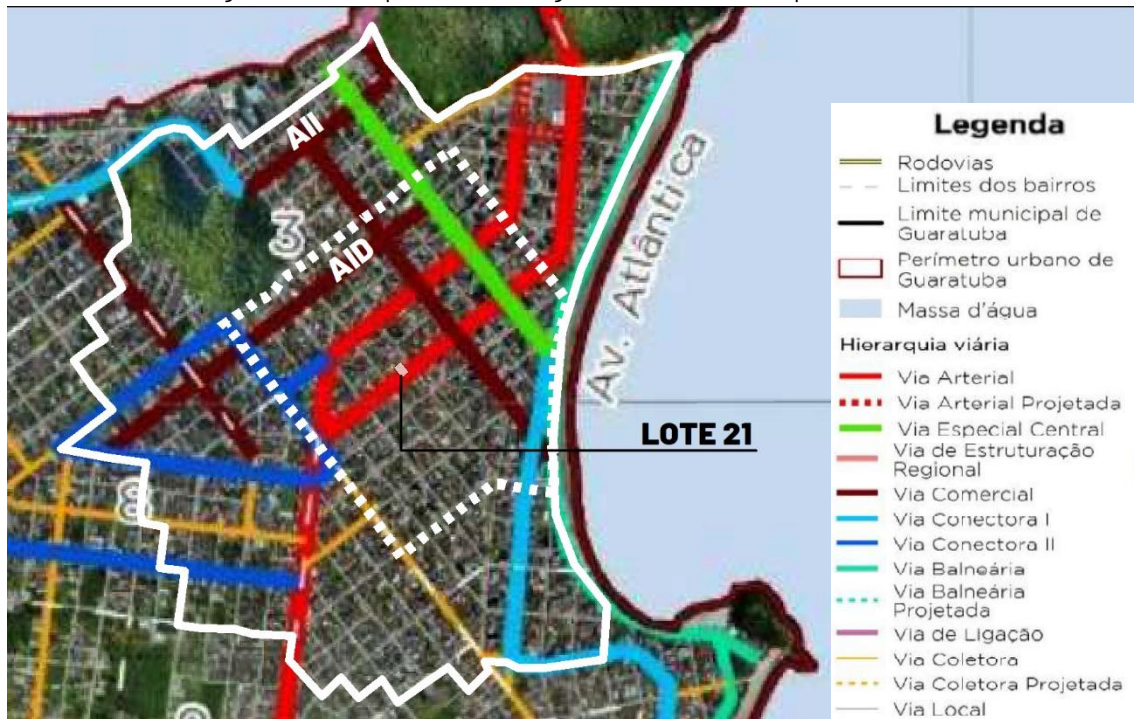 AII
3
AID
Av. Atlântica
LOTE 21
8
Legenda
Rodovias
Limites dos bairros
Limite municipal de
Guaratuba
Perímetro urbano de
Guaratuba
Massa d'água
Hierarquia viária
Via Arterial
Via Arterial Projetada
Via Especial Central
Via de Estruturação
Regional
Via Comercial
Via Conectora I
Via Conectora II
Via Balneária
Via Balneária
Projetada
Via de Ligação
Via Coletora
Via Coletora Projetada
Via Local